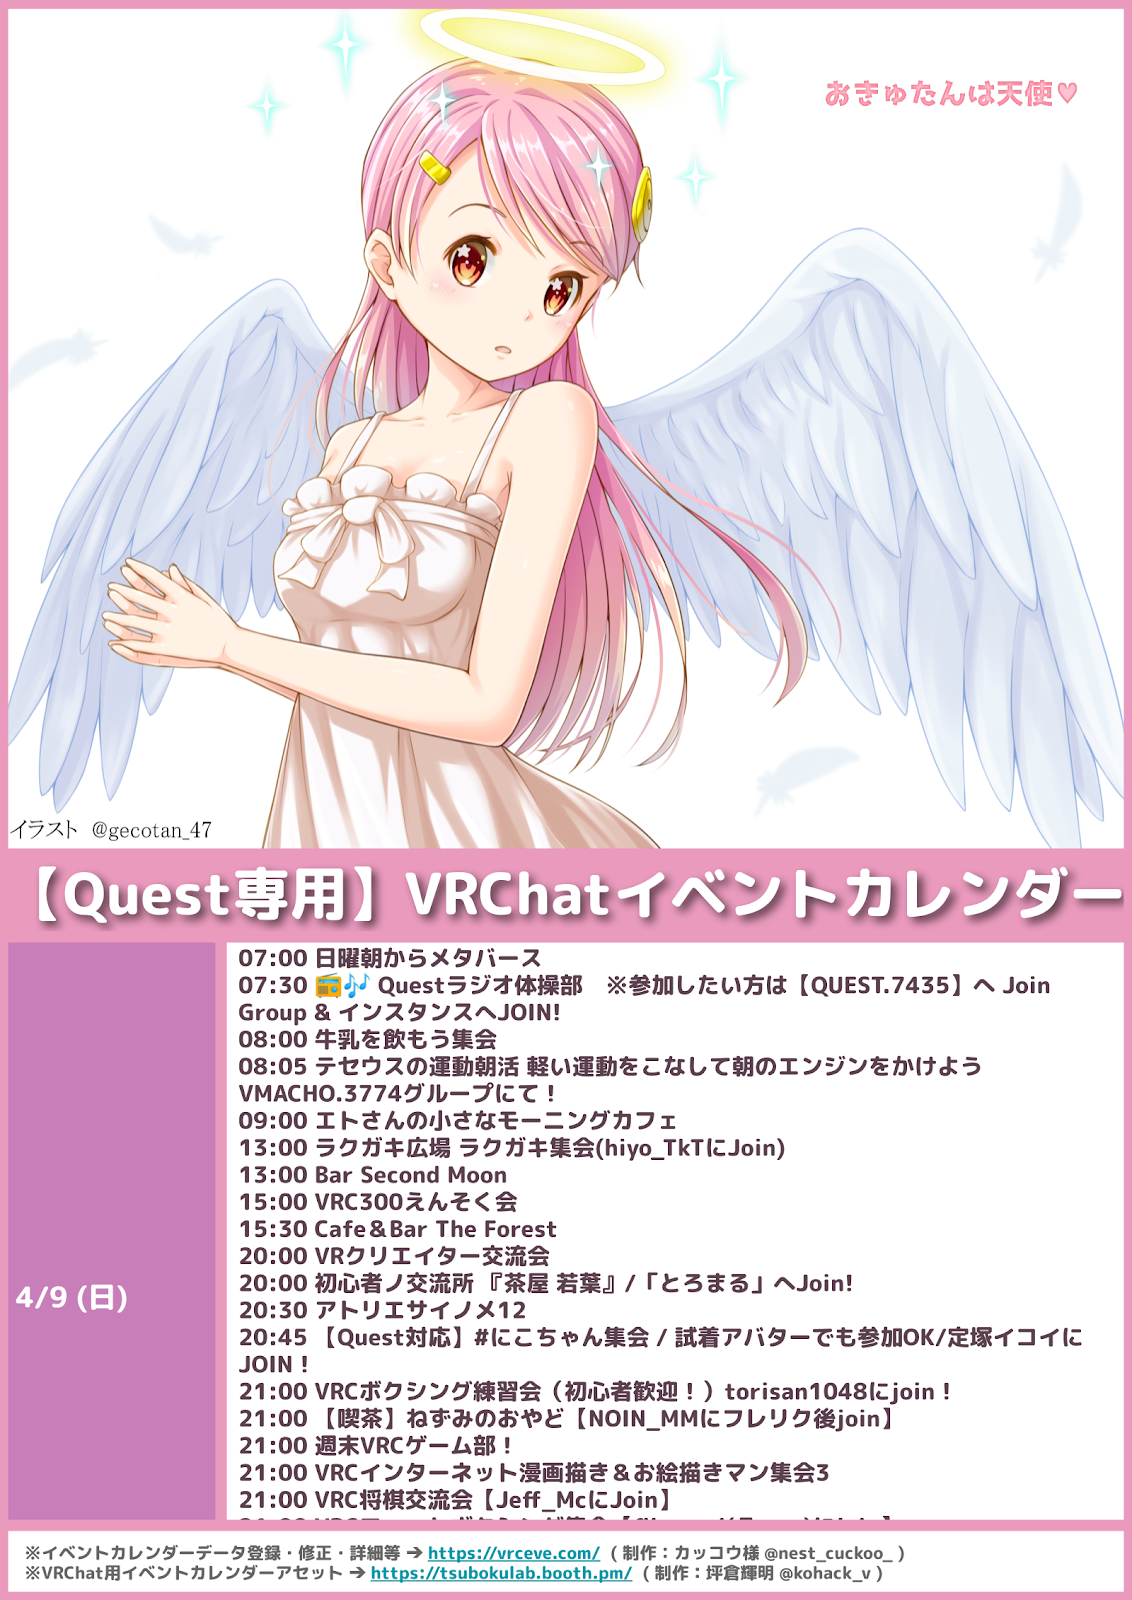 おきゅたんは天使♥
イラスト @gecotan_47
【Quest専用】VRChatイベントカレンダー
4/9 (日)
07:00 日曜朝からメタバース
07:30 📻🎶 Questラジオ体操部　※参加したい方は【QUEST.7435】へ Join
Group & インスタンスへJOIN!
08:00 牛乳を飲もう集会
08:05 テセウスの運動朝活 軽い運動をこなして朝のエンジンをかけよう
VMACHO.3774グループにて！
09:00 エトさんの小さなモーニングカフェ
13:00 ラクガキ広場 ラクガキ集会(hiyo_TkTにJoin)
13:00 Bar Second Moon
15:00 VRC300えんそく会
15:30 Cafe＆Bar The Forest
20:00 VRクリエイター交流会
20:00 初心者ノ交流所 『茶屋 若葉』/「とろまる」へJoin!
20:30 アトリエサイノメ12
20:45 【Quest対応】#にこちゃん集会 / 試着アバターでも参加OK/定塚イコイに
JOIN！
21:00 VRCボクシング練習会（初心者歓迎！）torisan1048にjoin！
21:00 【喫茶】ねずみのおやど【NOIN_MMにフレリク後join】
21:00 週末VRCゲーム部！
21:00 VRCインターネット漫画描き＆お絵描きマン集会3
21:00 VRC将棋交流会【Jeff_McにJoin】
※イベントカレンダーデータ登録・修正・詳細等 ➔ https://vrceve.com/ ( 制作：カッコウ様 @nest_cuckoo_ )
※VRChat用イベントカレンダーアセット ➔ https://tsubokulab.booth.pm/ ( 制作：坪倉輝明 @kohack_v )